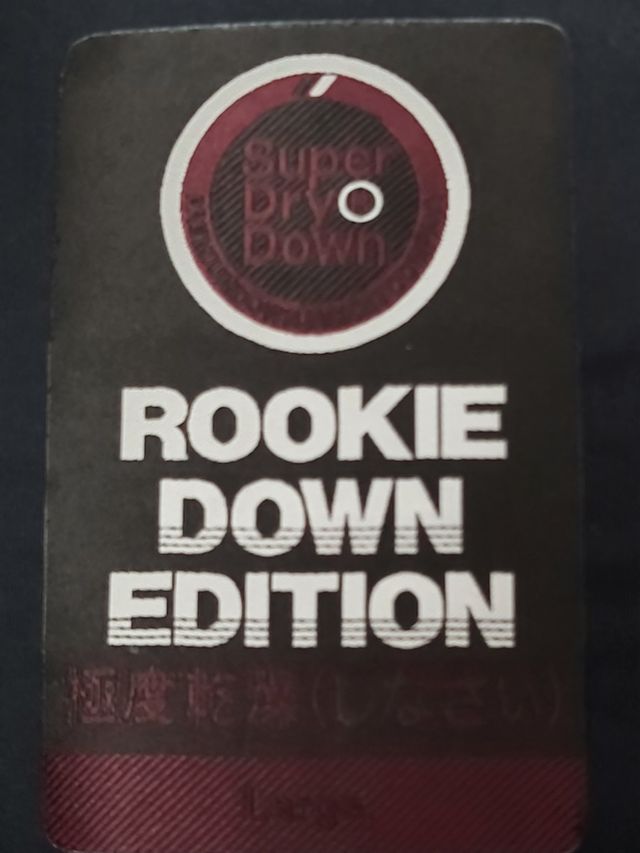 Super
Dry
Down
ROOKIE
DOWN
EDITION
極度乾燥(しなさい)
Large